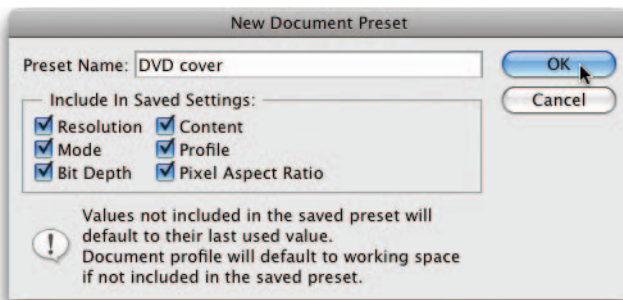 New Document Preset
Preset Name: DVD cover
OK
Include In Saved Settings:
Cancel
Resolution Content
Mode Profile
Bit Depth Pixel Aspect Ratio
Values not included in the saved preset will
default to their last used value.
Document profile will default to working space
if not included in the saved preset.